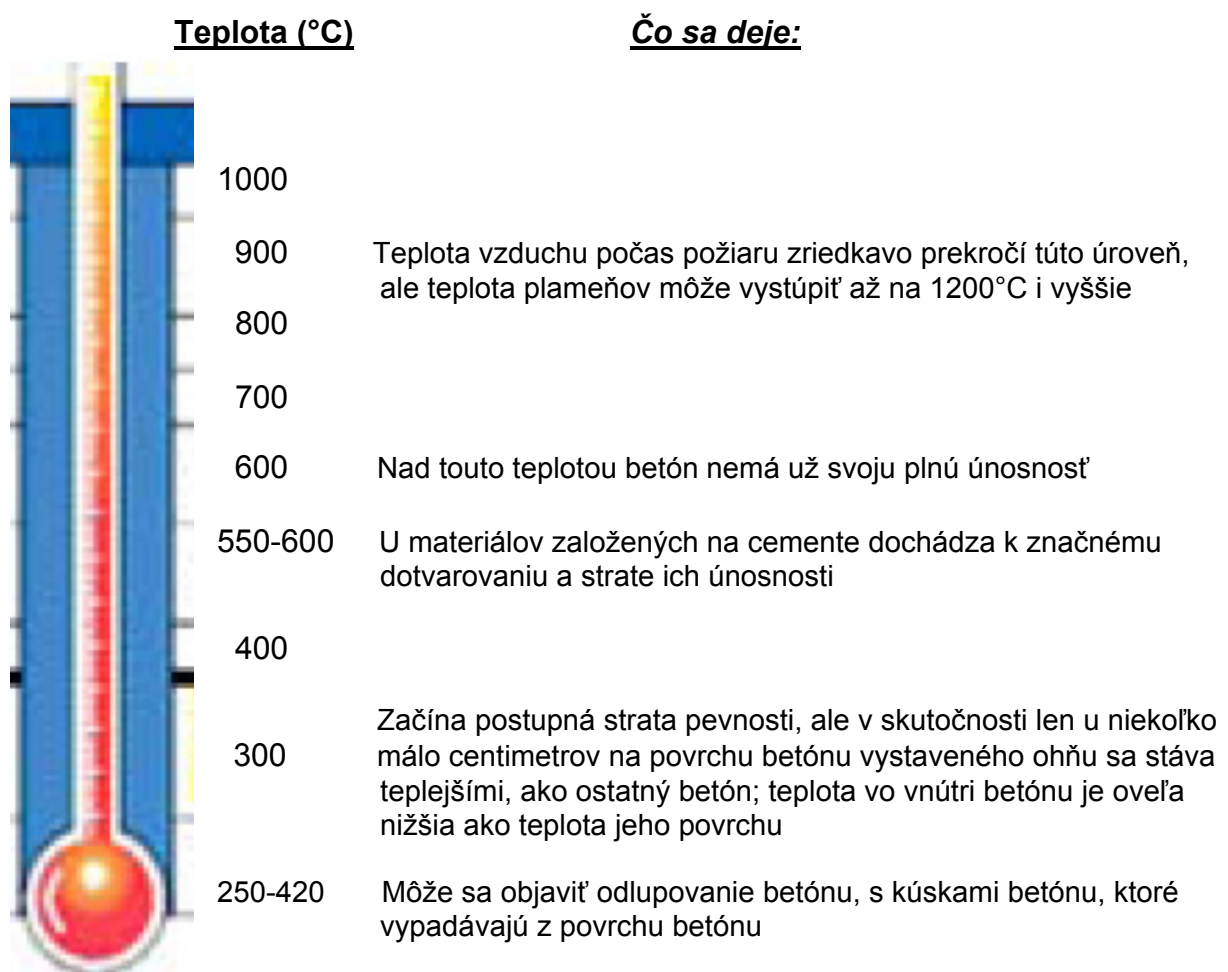 Teplota (°C) Čo sa deje:
1000
900 Teplota vzduchu počas požiaru zriedkavo prekročí túto úroveň,
ale teplota plameňov môže vystúpiť až na 1200°C i vyššie
800
700
600 Nad touto teplotou betón nemá už svoju plnú únosnosť
550-600 U materiálov založených na cemente dochádza k značnému
dotvarovaniu a strate ich únosnosti
400
Začína postupná strata pevnosti, ale v skutočnosti len u niekoľko
300 málo centimetrov na povrchu betónu vystaveného ohňu sa stáva
teplejšími, ako ostatný betón; teplota vo vnútri betónu je oveľa
nižšia ako teplota jeho povrchu
250-420 Môže sa objaviť odlupovanie betónu, s kúskami betónu, ktoré
vypadávajú z povrchu betónu